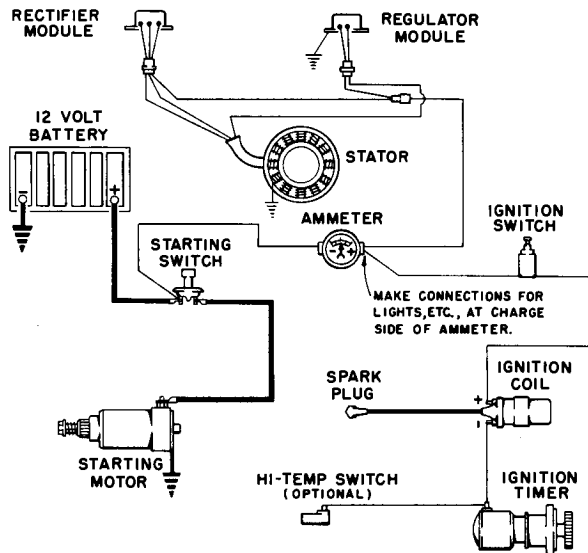 RECTIFIER
MODULE
REGULATOR
MODULE
12 VOLT
BATTERY
-
+
STATOR
AMMETER
- +
IGNITION
SWITCH
STARTING
SWITCH
MAKE CONNECTIONS FOR
LIGHTS, ETC., AT CHARGE
SIDE OF AMMETER.
SPARK
PLUG
+
-
IGNITION
COIL
STARTING
MOTOR
HI-TEMP SWITCH
(OPTIONAL)
IGNITION
TIMER